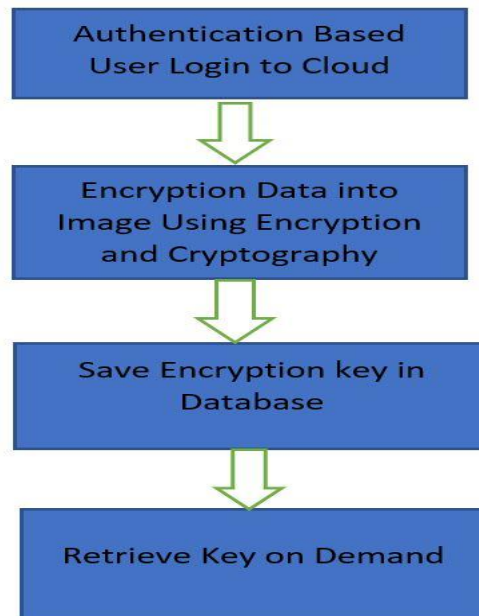 Authentication Based
User Login to Cloud
Encryption Data into
Image Using Encryption
and Cryptography
Save Encryption key in
Database
Retrieve Key on Demand